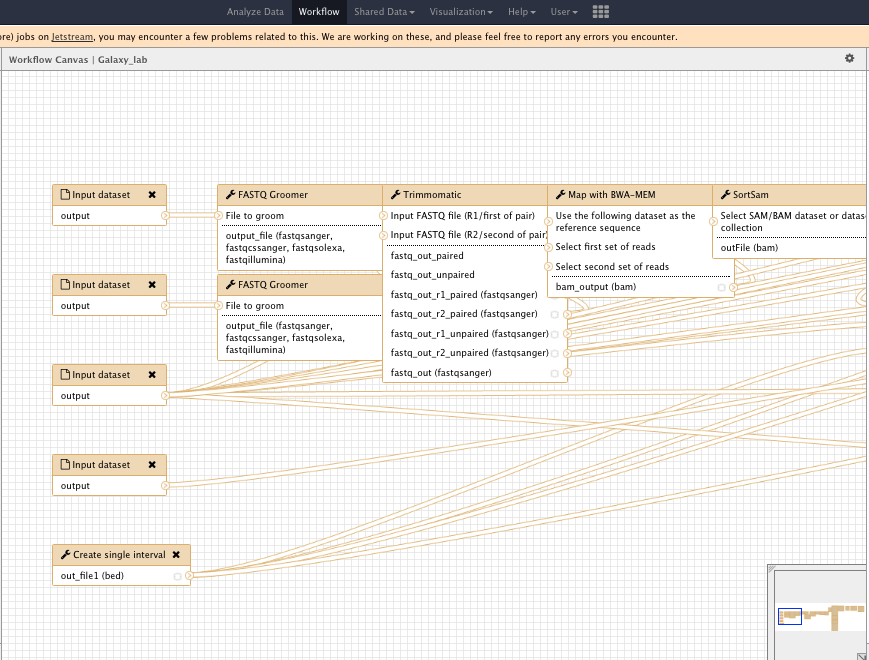 Analyze Data Workflow Shared Data Visualization Help User
ore) jobs on Jetstream, you may encounter a few problems related to this. We are working on these, and please feel free to report any errors you encounter.
Workflow Canvas | Galaxy_lab
Input dataset
output
FASTQ Groomer
File to groom
output_file (fastqsanger,
fastqcssanger, fastqsolexa,
fastqillumina)
Trimmomatic
Input FASTQ file (R1/first of pair)
Input FASTQ file (R2/second of pair)
fastq_out_paired
fastq_out_unpaired
fastq_out_r1_paired (fastqsanger)
fastq_out_r2_paired (fastqsanger)
fastq_out_r1_unpaired (fastqsanger)
fastq_out_r2_unpaired (fastqsanger)
fastq_out (fastqsanger)
Map with BWA-MEM
Use the following dataset as the
reference sequence
Select first set of reads
Select second set of reads
bam_output (bam)
SortSam
Select SAM/BAM dataset or datas
collection
outFile (bam)
Input dataset
output
FASTQ Groomer
File to groom
output_file (fastqsanger,
fastqcssanger, fastqsolexa,
fastqillumina)
Input dataset
output
Input dataset
output
Create single interval
out_file1 (bed)